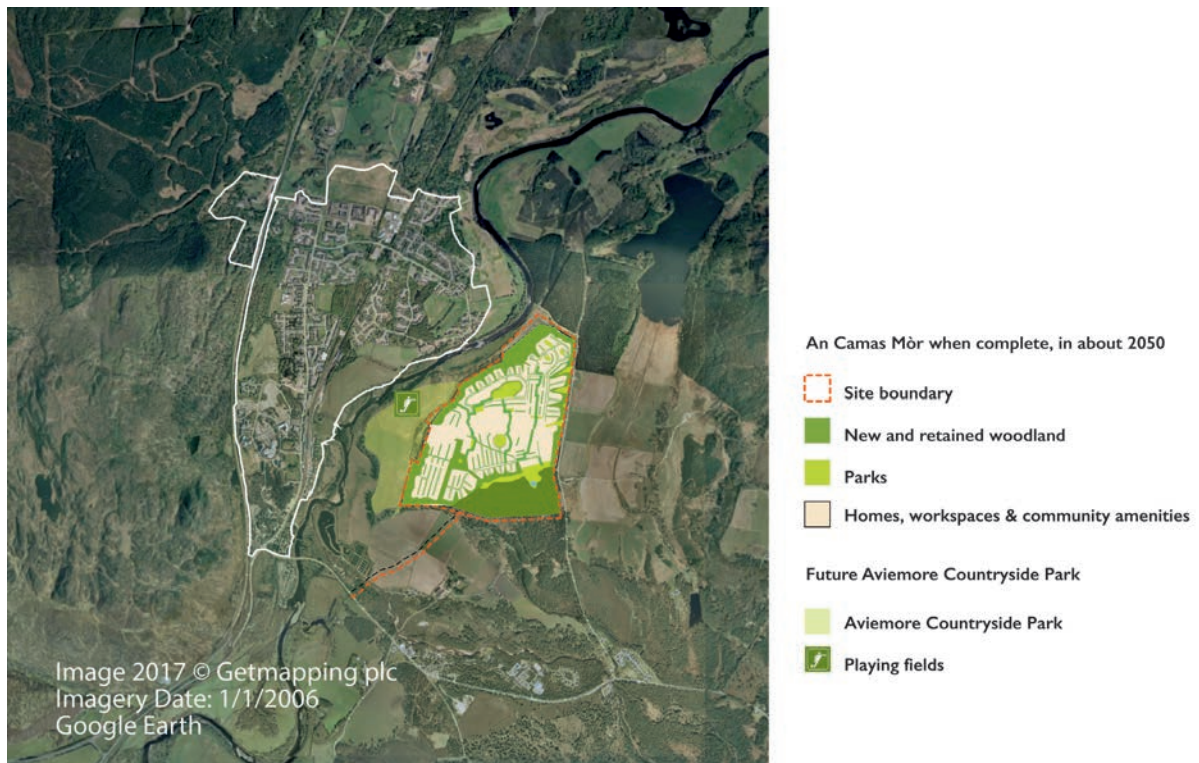 An Camas Mòr when complete, in about 2050
Site boundary
New and retained woodland
Parks
Homes, workspaces & community amenities
Future Aviemore Countryside Park
Aviemore Countryside Park
Playing fields
Image 2017 © Getmapping plc
Imagery Date: 1/1/2006
Google Earth